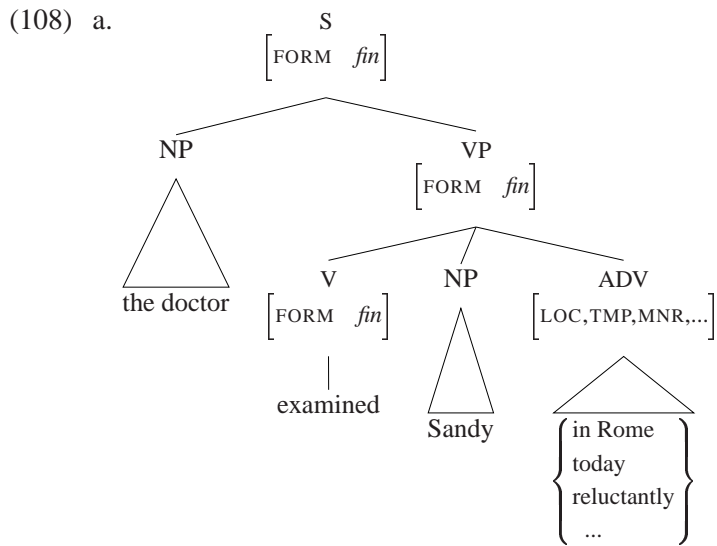 (108) a. S
[FORM fin]
NP VP
[FORM fin]
V NP ADV
the doctor [FORM fin] [LOC,TMP,MNR,...]
examined Sandy
in Rome
today
reluctantly
...